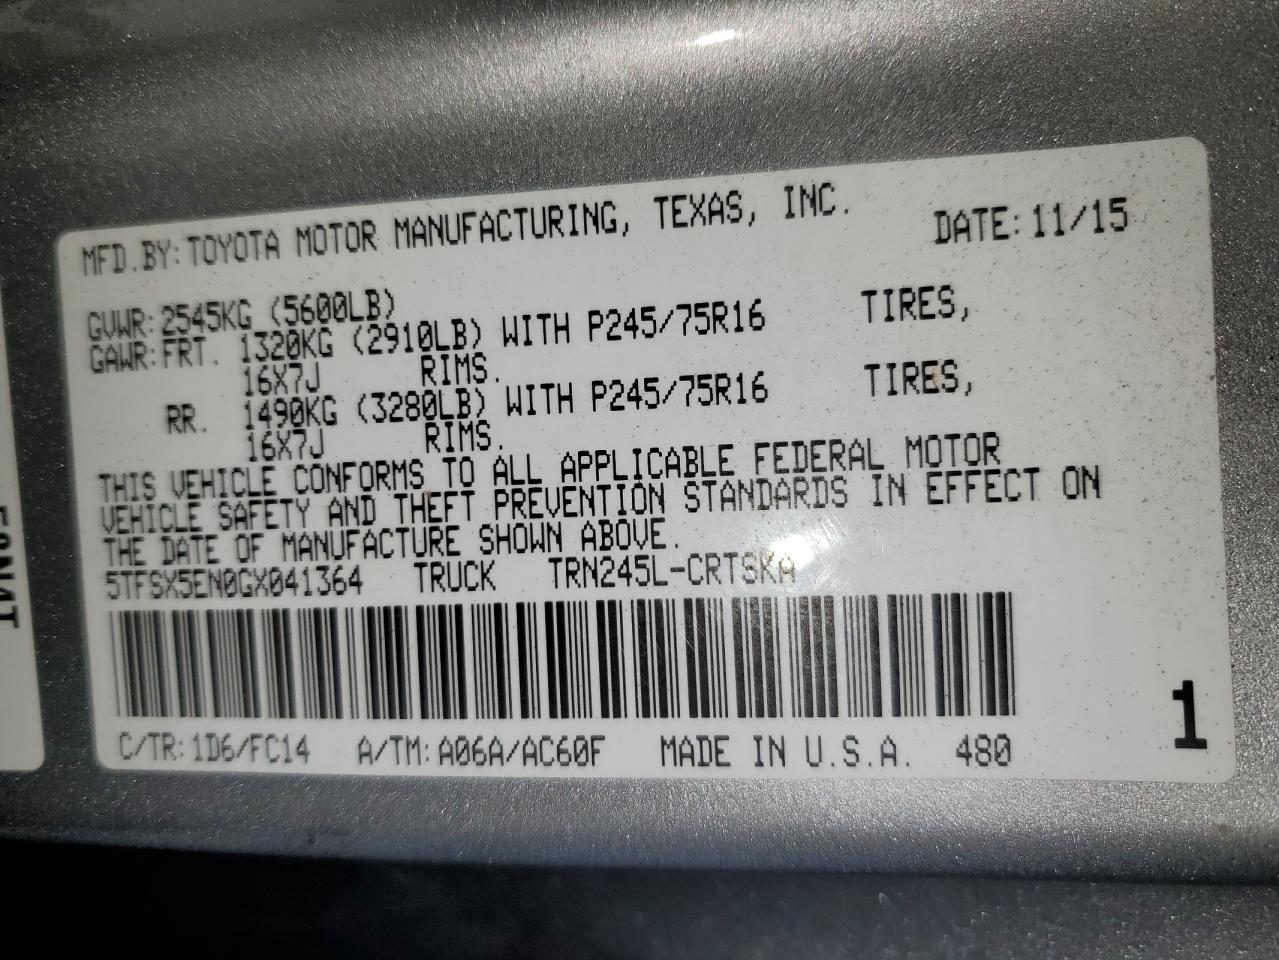 MFD.BY:TOYOTA MOTOR MANUFACTURING, TEXAS, INC. DATE:11/15
GVWR:2545KG (5600LB)
GAWR:FRT. 1320KG (2910LB) WITH P245/75R16 TIRES,
16X7J RIMS.
RR. 1490KG (3280LB) WITH P245/75R16 TIRES,
16X7J RIMS.
THIS VEHICLE CONFORMS TO ALL APPLICABLE FEDERAL MOTOR
VEHICLE SAFETY AND THEFT PREVENTION STANDARDS IN EFFECT ON
THE DATE OF MANUFACTURE SHOWN ABOVE.
5TFSX5EN0GX041364 TRUCK TRN245L-CRTSKA
C/TR:1D6/FC14 A/TM:A06A/AC60F MADE IN U.S.A. 480
1